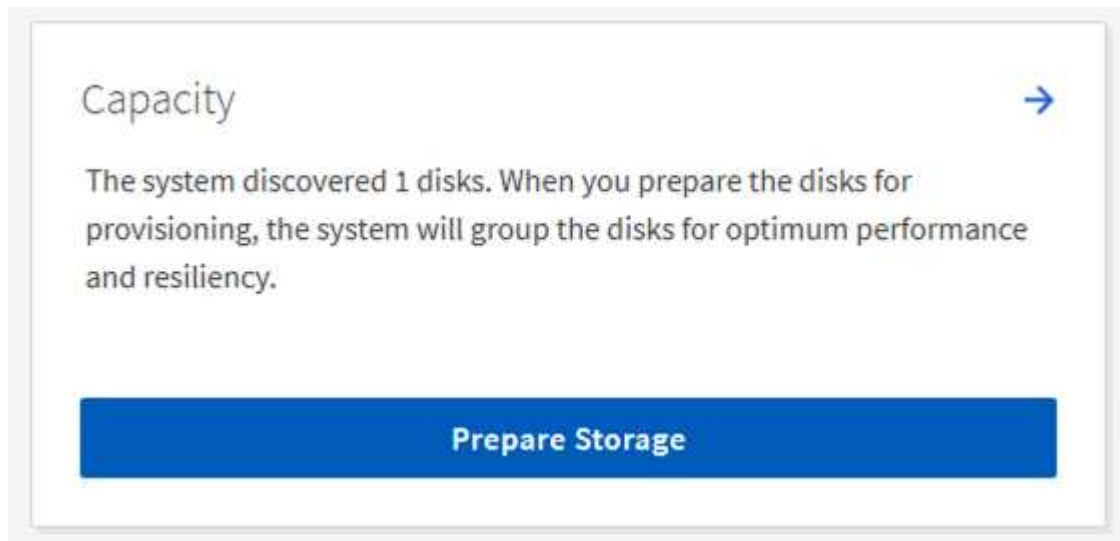 Capacity
The system discovered 1 disks. When you prepare the disks for
provisioning, the system will group the disks for optimum performance
and resiliency.
Prepare Storage